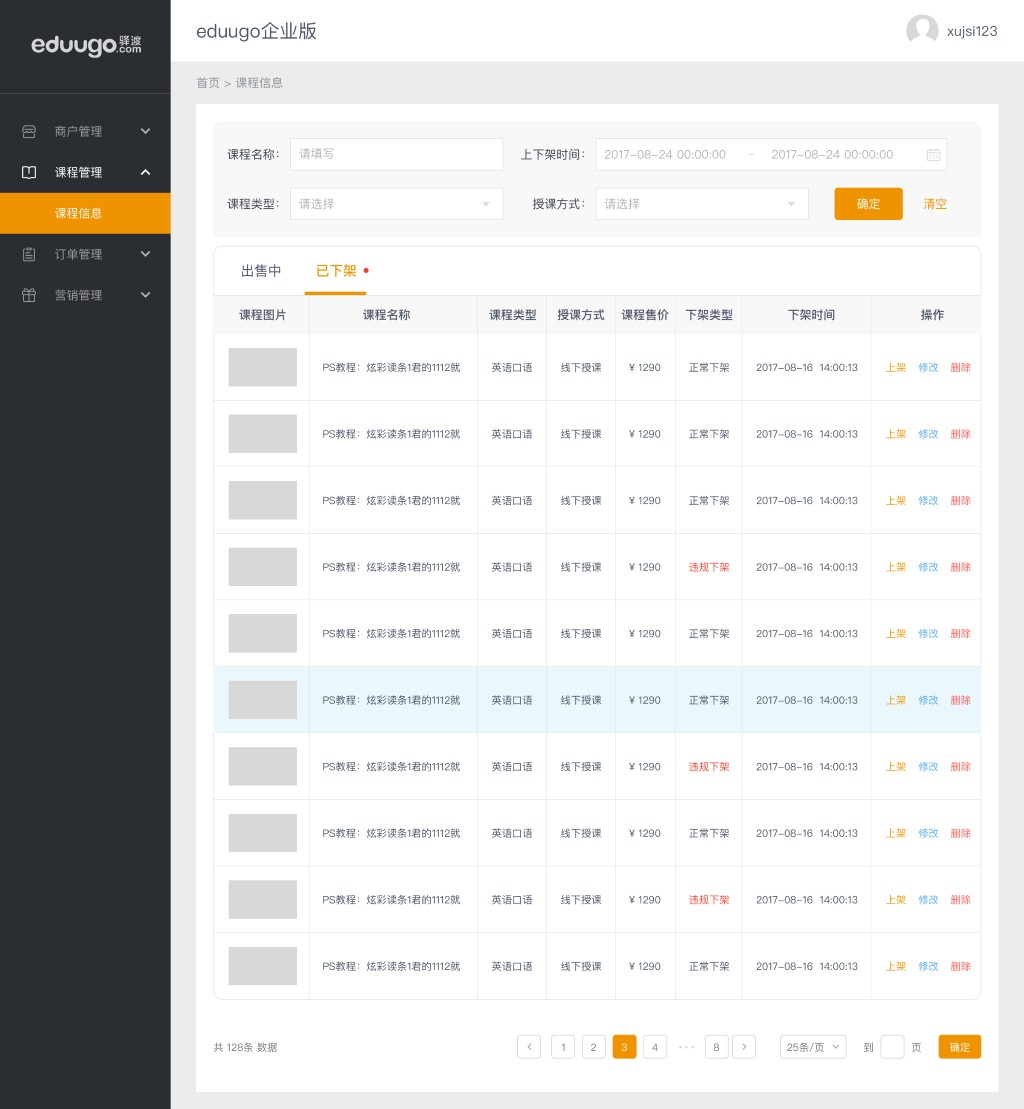 eduugo驿渡.com
eduugo企业版
xujsi123
首页 > 课程信息
商户管理
课程管理
课程信息
订单管理
营销管理
课程名称： 请填写 上下架时间： 2017-08-24 00:00:00 - 2017-08-24 00:00:00
课程类型： 请选择 授课方式： 请选择 确定 清空
出售中 已下架
课程图片 课程名称 课程类型 授课方式 课程售价 下架类型 下架时间 操作
PS教程：炫彩读条1君的1112就 英语口语 线下授课 ¥ 1290 正常下架 2017-08-16 14:00:13 上架 修改 删除
PS教程：炫彩读条1君的1112就 英语口语 线下授课 ¥ 1290 正常下架 2017-08-16 14:00:13 上架 修改 删除
PS教程：炫彩读条1君的1112就 英语口语 线下授课 ¥ 1290 正常下架 2017-08-16 14:00:13 上架 修改 删除
PS教程：炫彩读条1君的1112就 英语口语 线下授课 ¥ 1290 违规下架 2017-08-16 14:00:13 上架 修改 删除
PS教程：炫彩读条1君的1112就 英语口语 线下授课 ¥ 1290 正常下架 2017-08-16 14:00:13 上架 修改 删除
PS教程：炫彩读条1君的1112就 英语口语 线下授课 ¥ 1290 正常下架 2017-08-16 14:00:13 上架 修改 删除
PS教程：炫彩读条1君的1112就 英语口语 线下授课 ¥ 1290 违规下架 2017-08-16 14:00:13 上架 修改 删除
PS教程：炫彩读条1君的1112就 英语口语 线下授课 ¥ 1290 正常下架 2017-08-16 14:00:13 上架 修改 删除
PS教程：炫彩读条1君的1112就 英语口语 线下授课 ¥ 1290 违规下架 2017-08-16 14:00:13 上架 修改 删除
PS教程：炫彩读条1君的1112就 英语口语 线下授课 ¥ 1290 正常下架 2017-08-16 14:00:13 上架 修改 删除
共 128条 数据 < 1 2 3 4 ··· 8 > 25条/页 到 页 确定